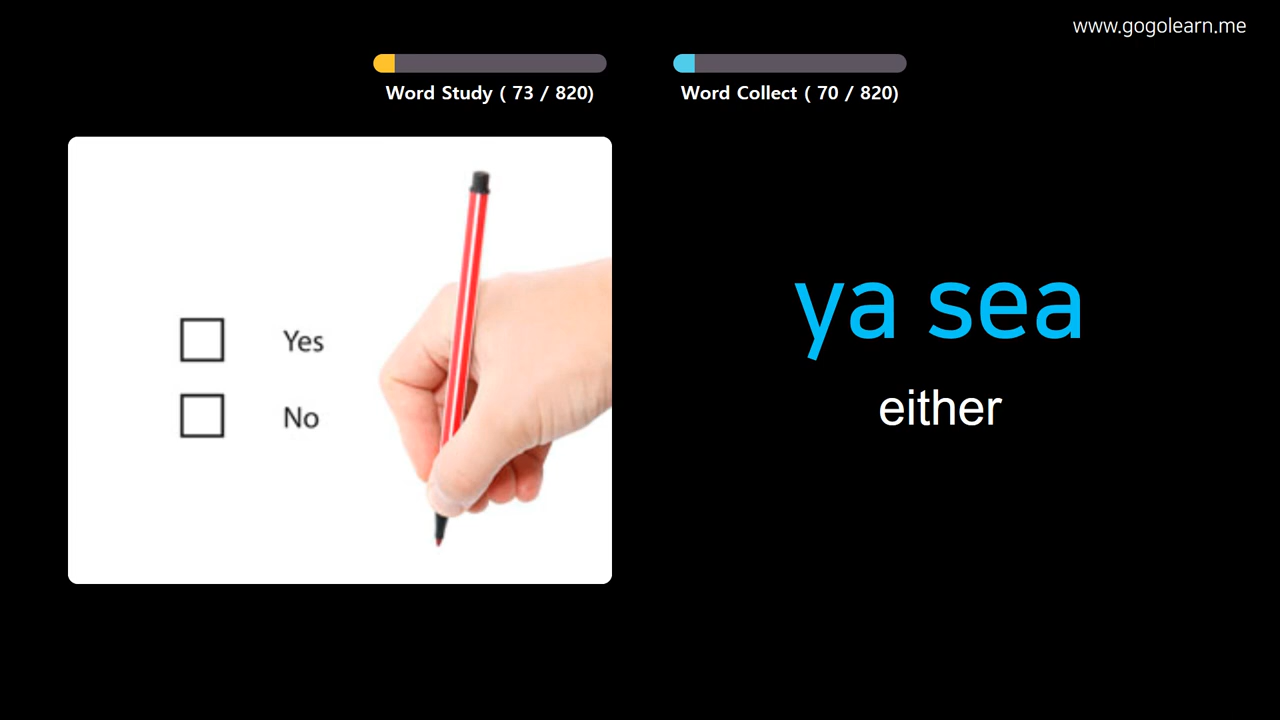 www.gogolearn.me
Word Study ( 73 / 820)
Word Collect ( 70 / 820)
Yes
No
ya sea
either